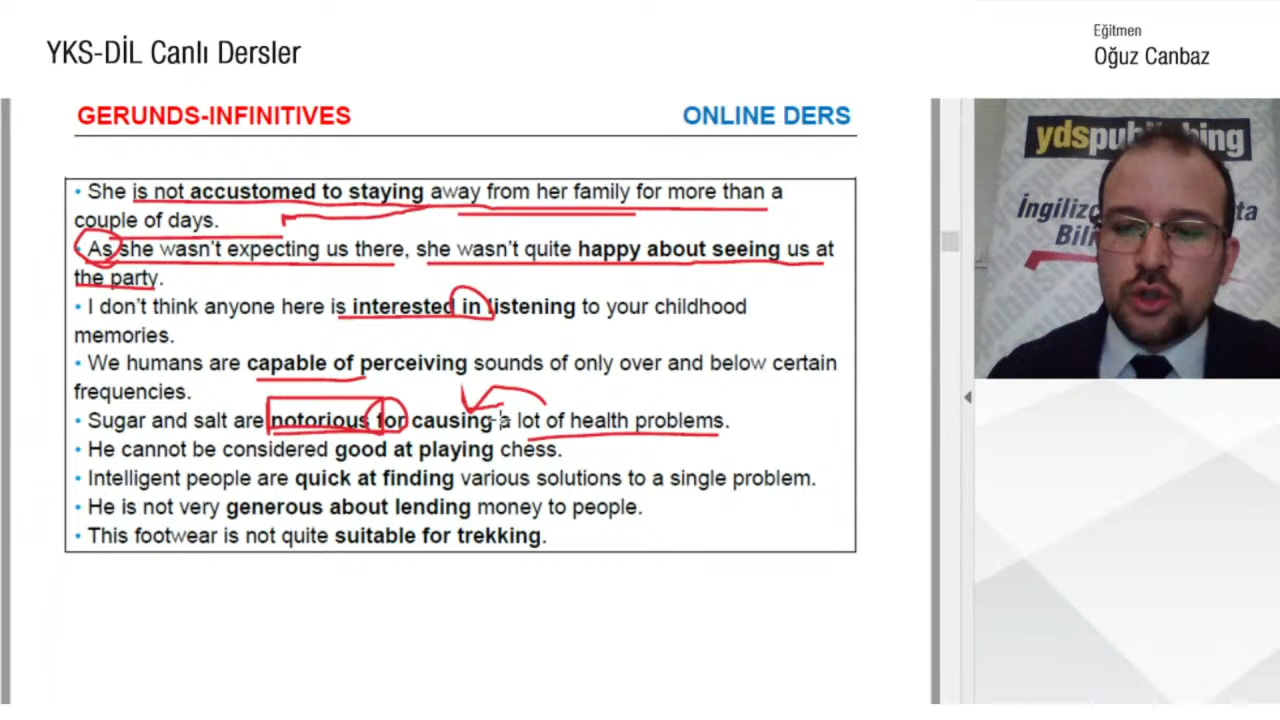 YKS-DİL Canlı Dersler
Eğitmen
Oğuz Canbaz
GERUNDS-INFINITIVES
ONLINE DERS
• She is not accustomed to staying away from her family for more than a
couple of days.
• As she wasn't expecting us there, she wasn't quite happy about seeing us at
the party.
• I don't think anyone here is interested in listening to your childhood
memories.
• We humans are capable of perceiving sounds of only over and below certain
frequencies.
• Sugar and salt are notorious for causing a lot of health problems.
• He cannot be considered good at playing chess.
• Intelligent people are quick at finding various solutions to a single problem.
• He is not very generous about lending money to people.
• This footwear is not quite suitable for trekking.